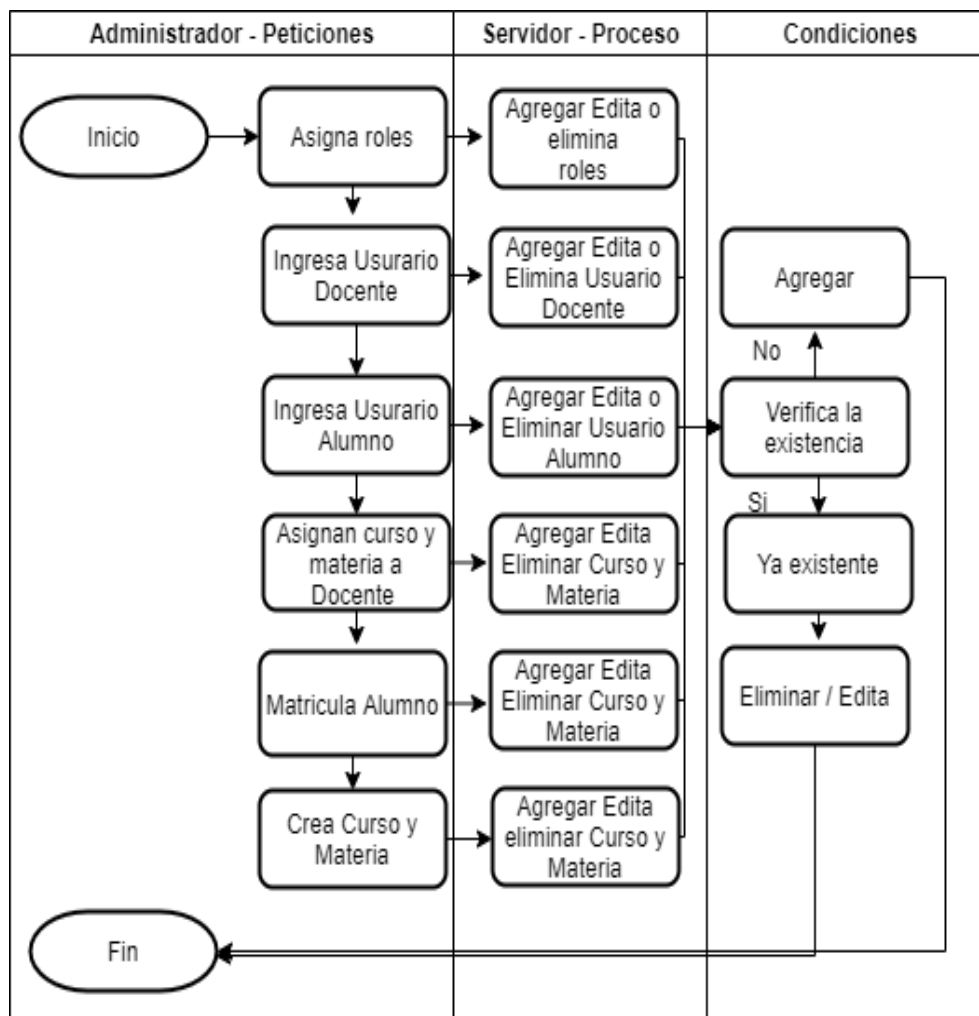 Administrador - Peticiones
Servidor - Proceso
Condiciones
Inicio
Asigna roles
Agregar Edita o
elimina
roles
Ingresa Usurario
Docente
Agregar Edita o
Elimina Usuario
Docente
Agregar
No
Ingresa Usurario
Alumno
Agregar Edita o
Eliminar Usuario
Alumno
Verifica la
existencia
Si
Asignan curso y
materia a
Docente
Agregar Edita
Eliminar Curso y
Materia
Ya existente
Matricula Alumno
Agregar Edita
Eliminar Curso y
Materia
Eliminar / Edita
Crea Curso y
Materia
Agregar Edita
eliminar Curso y
Materia
Fin